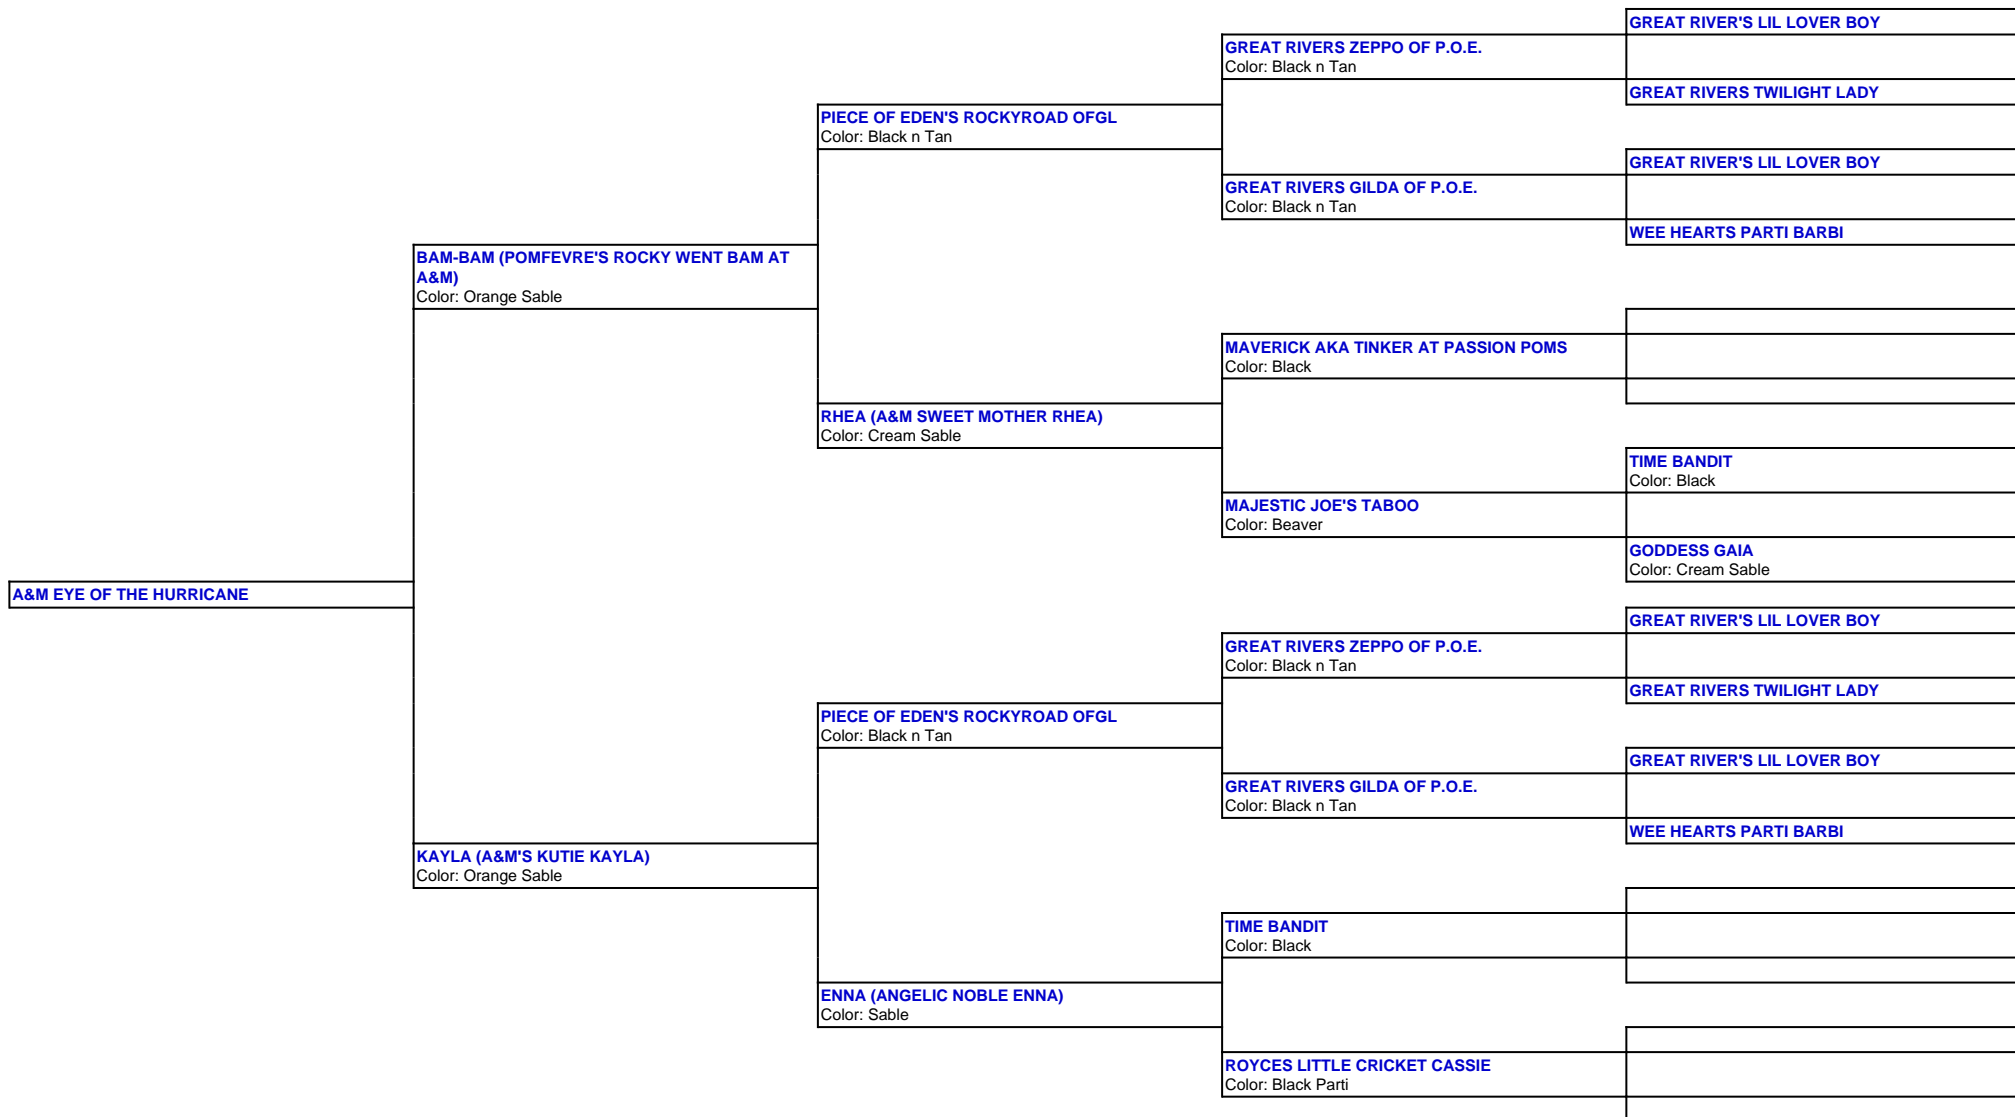 GREAT RIVER'S LIL LOVER BOY
GREAT RIVERS ZEPPO OF P.O.E.
Color: Black n Tan
GREAT RIVERS TWILIGHT LADY
PIECE OF EDEN'S ROCKYROAD OFGL
Color: Black n Tan
GREAT RIVER'S LIL LOVER BOY
GREAT RIVERS GILDA OF P.O.E.
Color: Black n Tan
WEE HEARTS PARTI BARBI
BAM-BAM (POMFEVRE'S ROCKY WENT BAM AT
A&M)
Color: Orange Sable
MAVERICK AKA TINKER AT PASSION POMS
Color: Black
RHEA (A&M SWEET MOTHER RHEA)
Color: Cream Sable
TIME BANDIT
Color: Black
MAJESTIC JOE'S TABOO
Color: Beaver
GODDESS GAIA
Color: Cream Sable
A&M EYE OF THE HURRICANE
GREAT RIVER'S LIL LOVER BOY
GREAT RIVERS ZEPPO OF P.O.E.
Color: Black n Tan
GREAT RIVERS TWILIGHT LADY
PIECE OF EDEN'S ROCKYROAD OFGL
Color: Black n Tan
GREAT RIVER'S LIL LOVER BOY
GREAT RIVERS GILDA OF P.O.E.
Color: Black n Tan
WEE HEARTS PARTI BARBI
KAYLA (A&M'S KUTIE KAYLA)
Color: Orange Sable
TIME BANDIT
Color: Black
ENNA (ANGELIC NOBLE ENNA)
Color: Sable
ROYCES LITTLE CRICKET CASSIE
Color: Black Parti